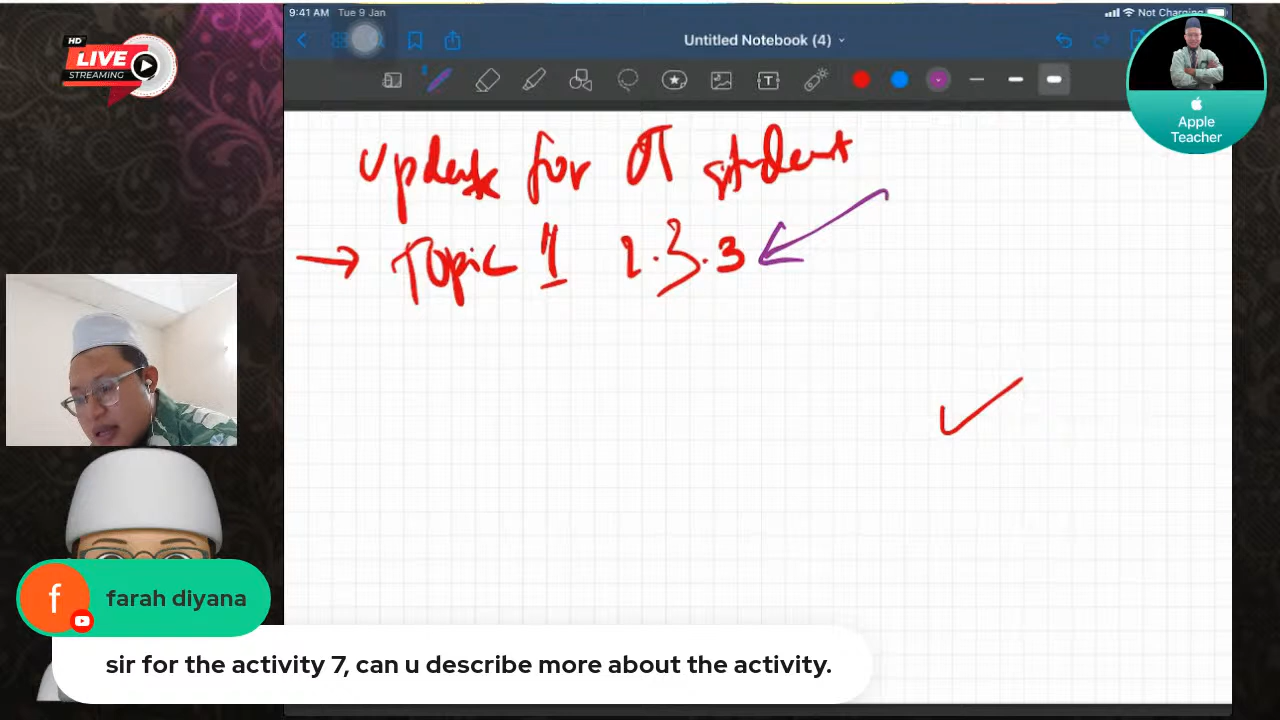 9:41 AM Tue 9 Jan
Not Charging
Untitled Notebook (4)
HD
LIVE
STREAMING
Apple
Teacher
T
Update for OT student
→ Topic 1 2.3.3
f
farah diyana
sir for the activity 7, can u describe more about the activity.